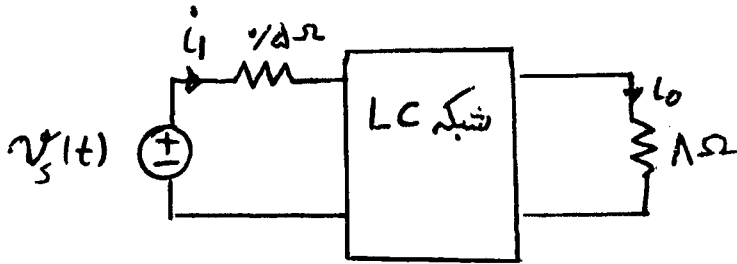 i₁
۰/۵Ω
v_s(t)
+
−
شبکه LC
i₀
۸Ω